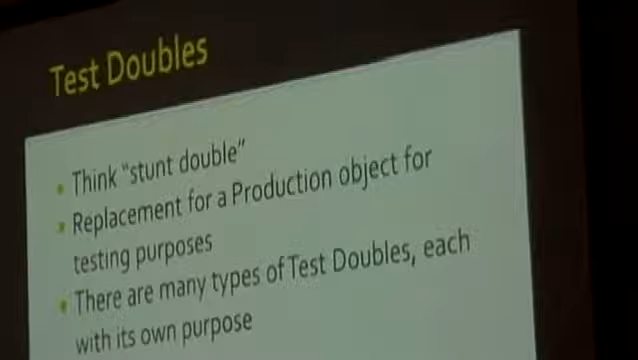 Test Doubles
Think "stunt double"
Replacement for a Production object for
testing purposes
There are many types of Test Doubles, each
with its own purpose